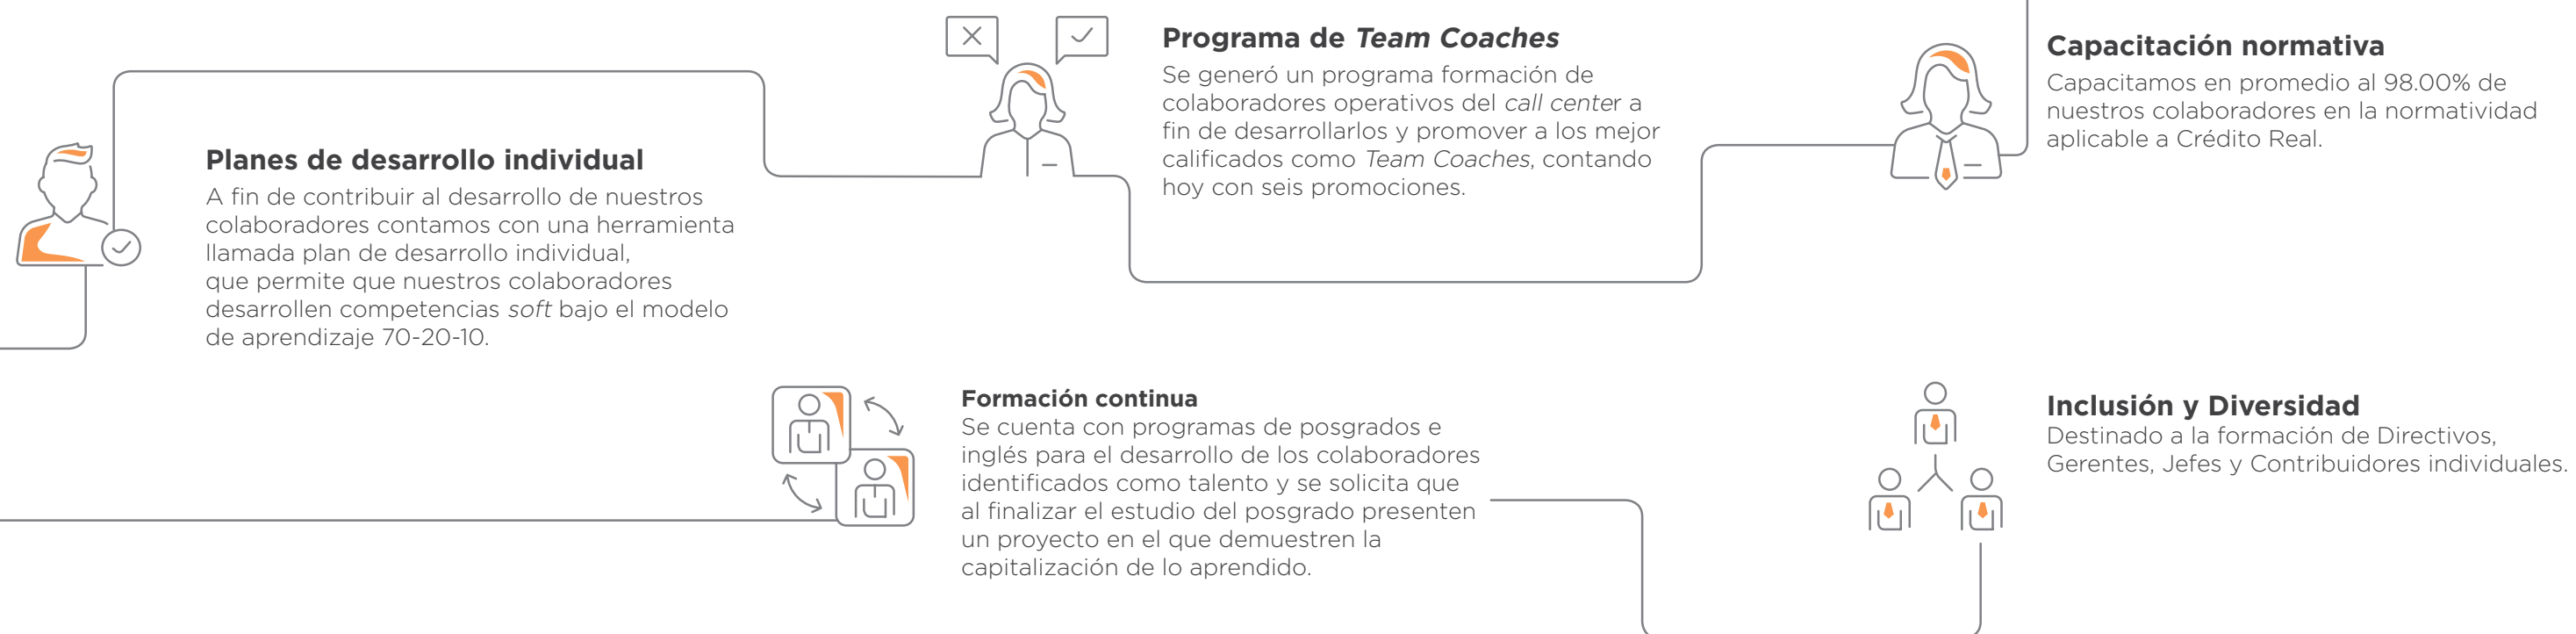 Planes de desarrollo individual
A fin de contribuir al desarrollo de nuestros
colaboradores contamos con una herramienta
llamada plan de desarrollo individual,
que permite que nuestros colaboradores
desarrollen competencias soft bajo el modelo
de aprendizaje 70-20-10.
Programa de Team Coaches
Se generó un programa formación de
colaboradores operativos del call center a
fin de desarrollarlos y promover a los mejor
calificados como Team Coaches, contando
hoy con seis promociones.
Capacitación normativa
Capacitamos en promedio al 98.00% de
nuestros colaboradores en la normatividad
aplicable a Crédito Real.
Formación continua
Se cuenta con programas de posgrados e
inglés para el desarrollo de los colaboradores
identificados como talento y se solicita que
al finalizar el estudio del posgrado presenten
un proyecto en el que demuestren la
capitalización de lo aprendido.
Inclusión y Diversidad
Destinado a la formación de Directivos,
Gerentes, Jefes y Contribuidores individuales.